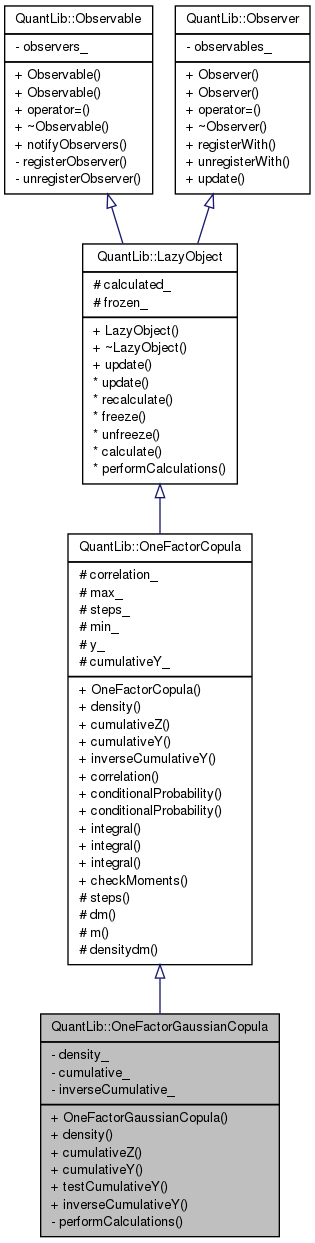 QuantLib::Observable
- observers_
+ Observable()
+ Observable()
+ operator=()
+ ~Observable()
+ notifyObservers()
- registerObserver()
- unregisterObserver()
QuantLib::Observer
- observables_
+ Observer()
+ Observer()
+ operator=()
+ ~Observer()
+ registerWith()
+ unregisterWith()
+ update()
QuantLib::LazyObject
# calculated_
# frozen_
+ LazyObject()
+ ~LazyObject()
+ update()
* update()
* recalculate()
* freeze()
* unfreeze()
* calculate()
* performCalculations()
QuantLib::OneFactorCopula
# correlation_
# max_
# steps_
# min_
# y_
# cumulativeY_
+ OneFactorCopula()
+ density()
+ cumulativeZ()
+ cumulativeY()
+ inverseCumulativeY()
+ correlation()
+ conditionalProbability()
+ conditionalProbability()
+ integral()
+ integral()
+ integral()
+ checkMoments()
# steps()
# dm()
# m()
# densitydm()
QuantLib::OneFactorGaussianCopula
- density_
- cumulative_
- inverseCumulative_
+ OneFactorGaussianCopula()
+ density()
+ cumulativeZ()
+ cumulativeY()
+ testCumulativeY()
+ inverseCumulativeY()
- performCalculations()